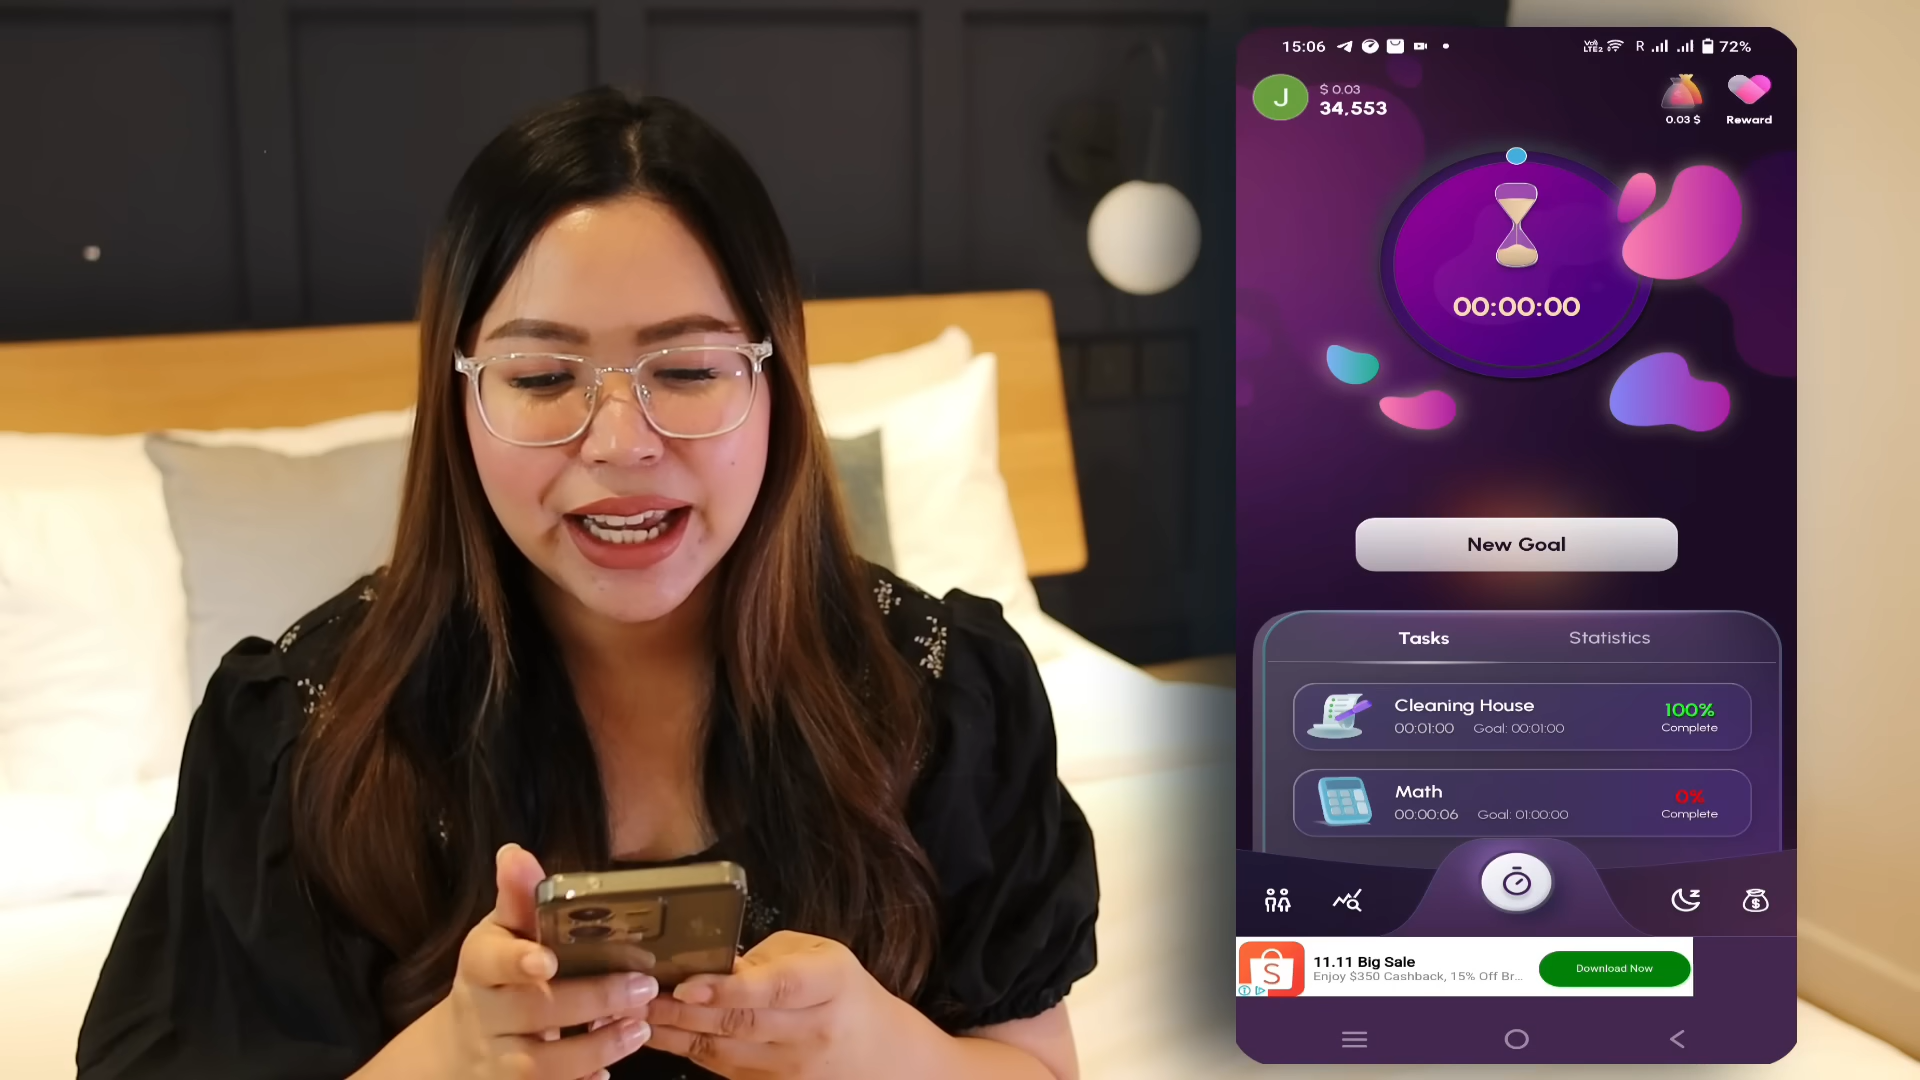 15:06
VoD LTE2 R 72%
J
$ 0.03
34,553
0.03 $
Reward
00:00:00
New Goal
Tasks
Statistics
Cleaning House
00:01:00 Goal: 00:01:00
100%
Complete
Math
00:00:06 Goal: 01:00:00
0%
Complete
11.11 Big Sale
Enjoy $350 Cashback, 15% Off Br...
Download Now